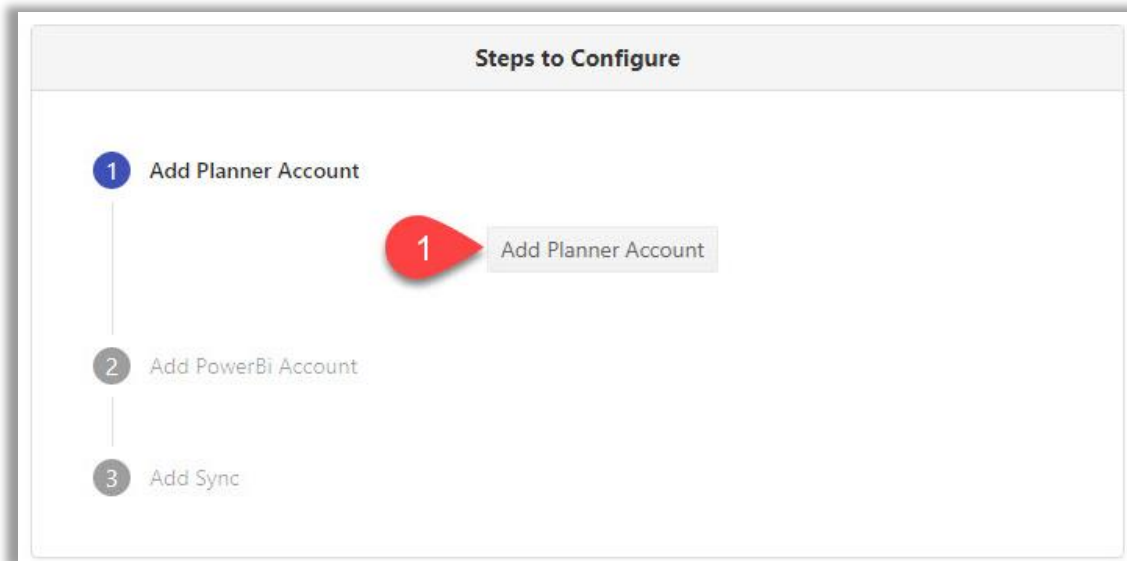 Steps to Configure
1 Add Planner Account
1 Add Planner Account
2 Add PowerBi Account
3 Add Sync